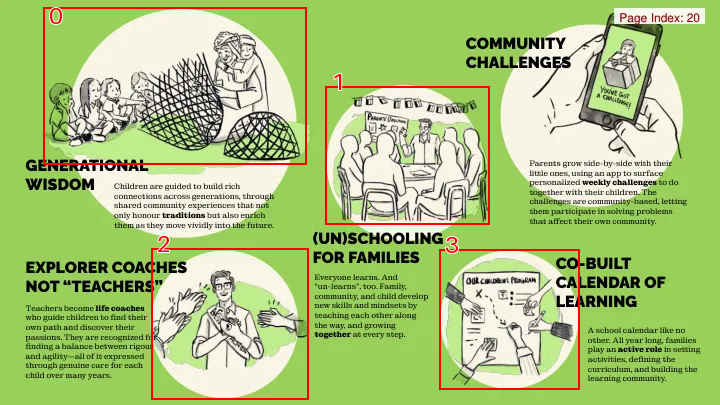 Page Index: 20
0
GENERATIONAL
WISDOM
Children are guided to build rich
connections across generations, through
shared community experiences that not
only honour traditions but also enrich
them as they move vividly into the future.
1
PARENTS UNSCHOOL
(UN)SCHOOLING
FOR FAMILIES
Everyone learns. And
“un-learns”, too. Family,
community, and child develop
new skills and mindsets by
teaching each other along
the way, and growing
together at every step.
COMMUNITY
CHALLENGES
YOU'VE GOT
A CHALLENGE!
Parents grow side-by-side with their
little ones, using an app to surface
personalized weekly challenges to do
together with their children. The
challenges are community-based, letting
them participate in solving problems
that affect their own community.
2
EXPLORER COACHES
NOT “TEACHERS”
Teachers become life coaches
who guide children to find their
own path and discover their
passions. They are recognized for
finding a balance between rigour
and agility—all of it expressed
through genuine care for each
child over many years.
3
OUR CHILDREN'S PROGRAM
CO-BUILT
CALENDAR OF
LEARNING
A school calendar like no
other. All year long, families
play an active role in setting
activities, defining the
curriculum, and building the
learning community.